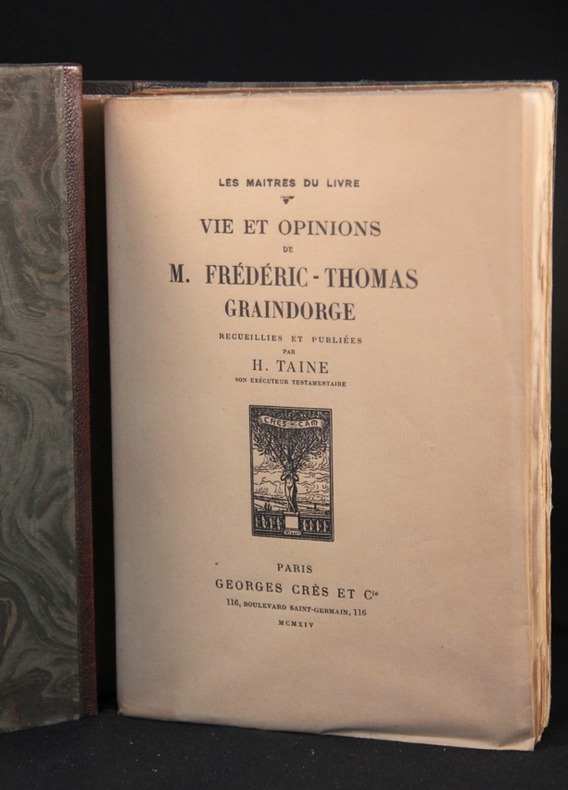 LES MAITRES DU LIVRE
VIE ET OPINIONS
DE
M. FRÉDÉRIC - THOMAS
GRAINDORGE
RECUEILLIES ET PUBLIÉES
PAR
H. TAINE
SON EXÉCUTEUR TESTAMENTAIRE
CRES CAM
PARIS
GEORGES CRÈS ET Cie
116, BOULEVARD SAINT-GERMAIN, 116
MCMXIV